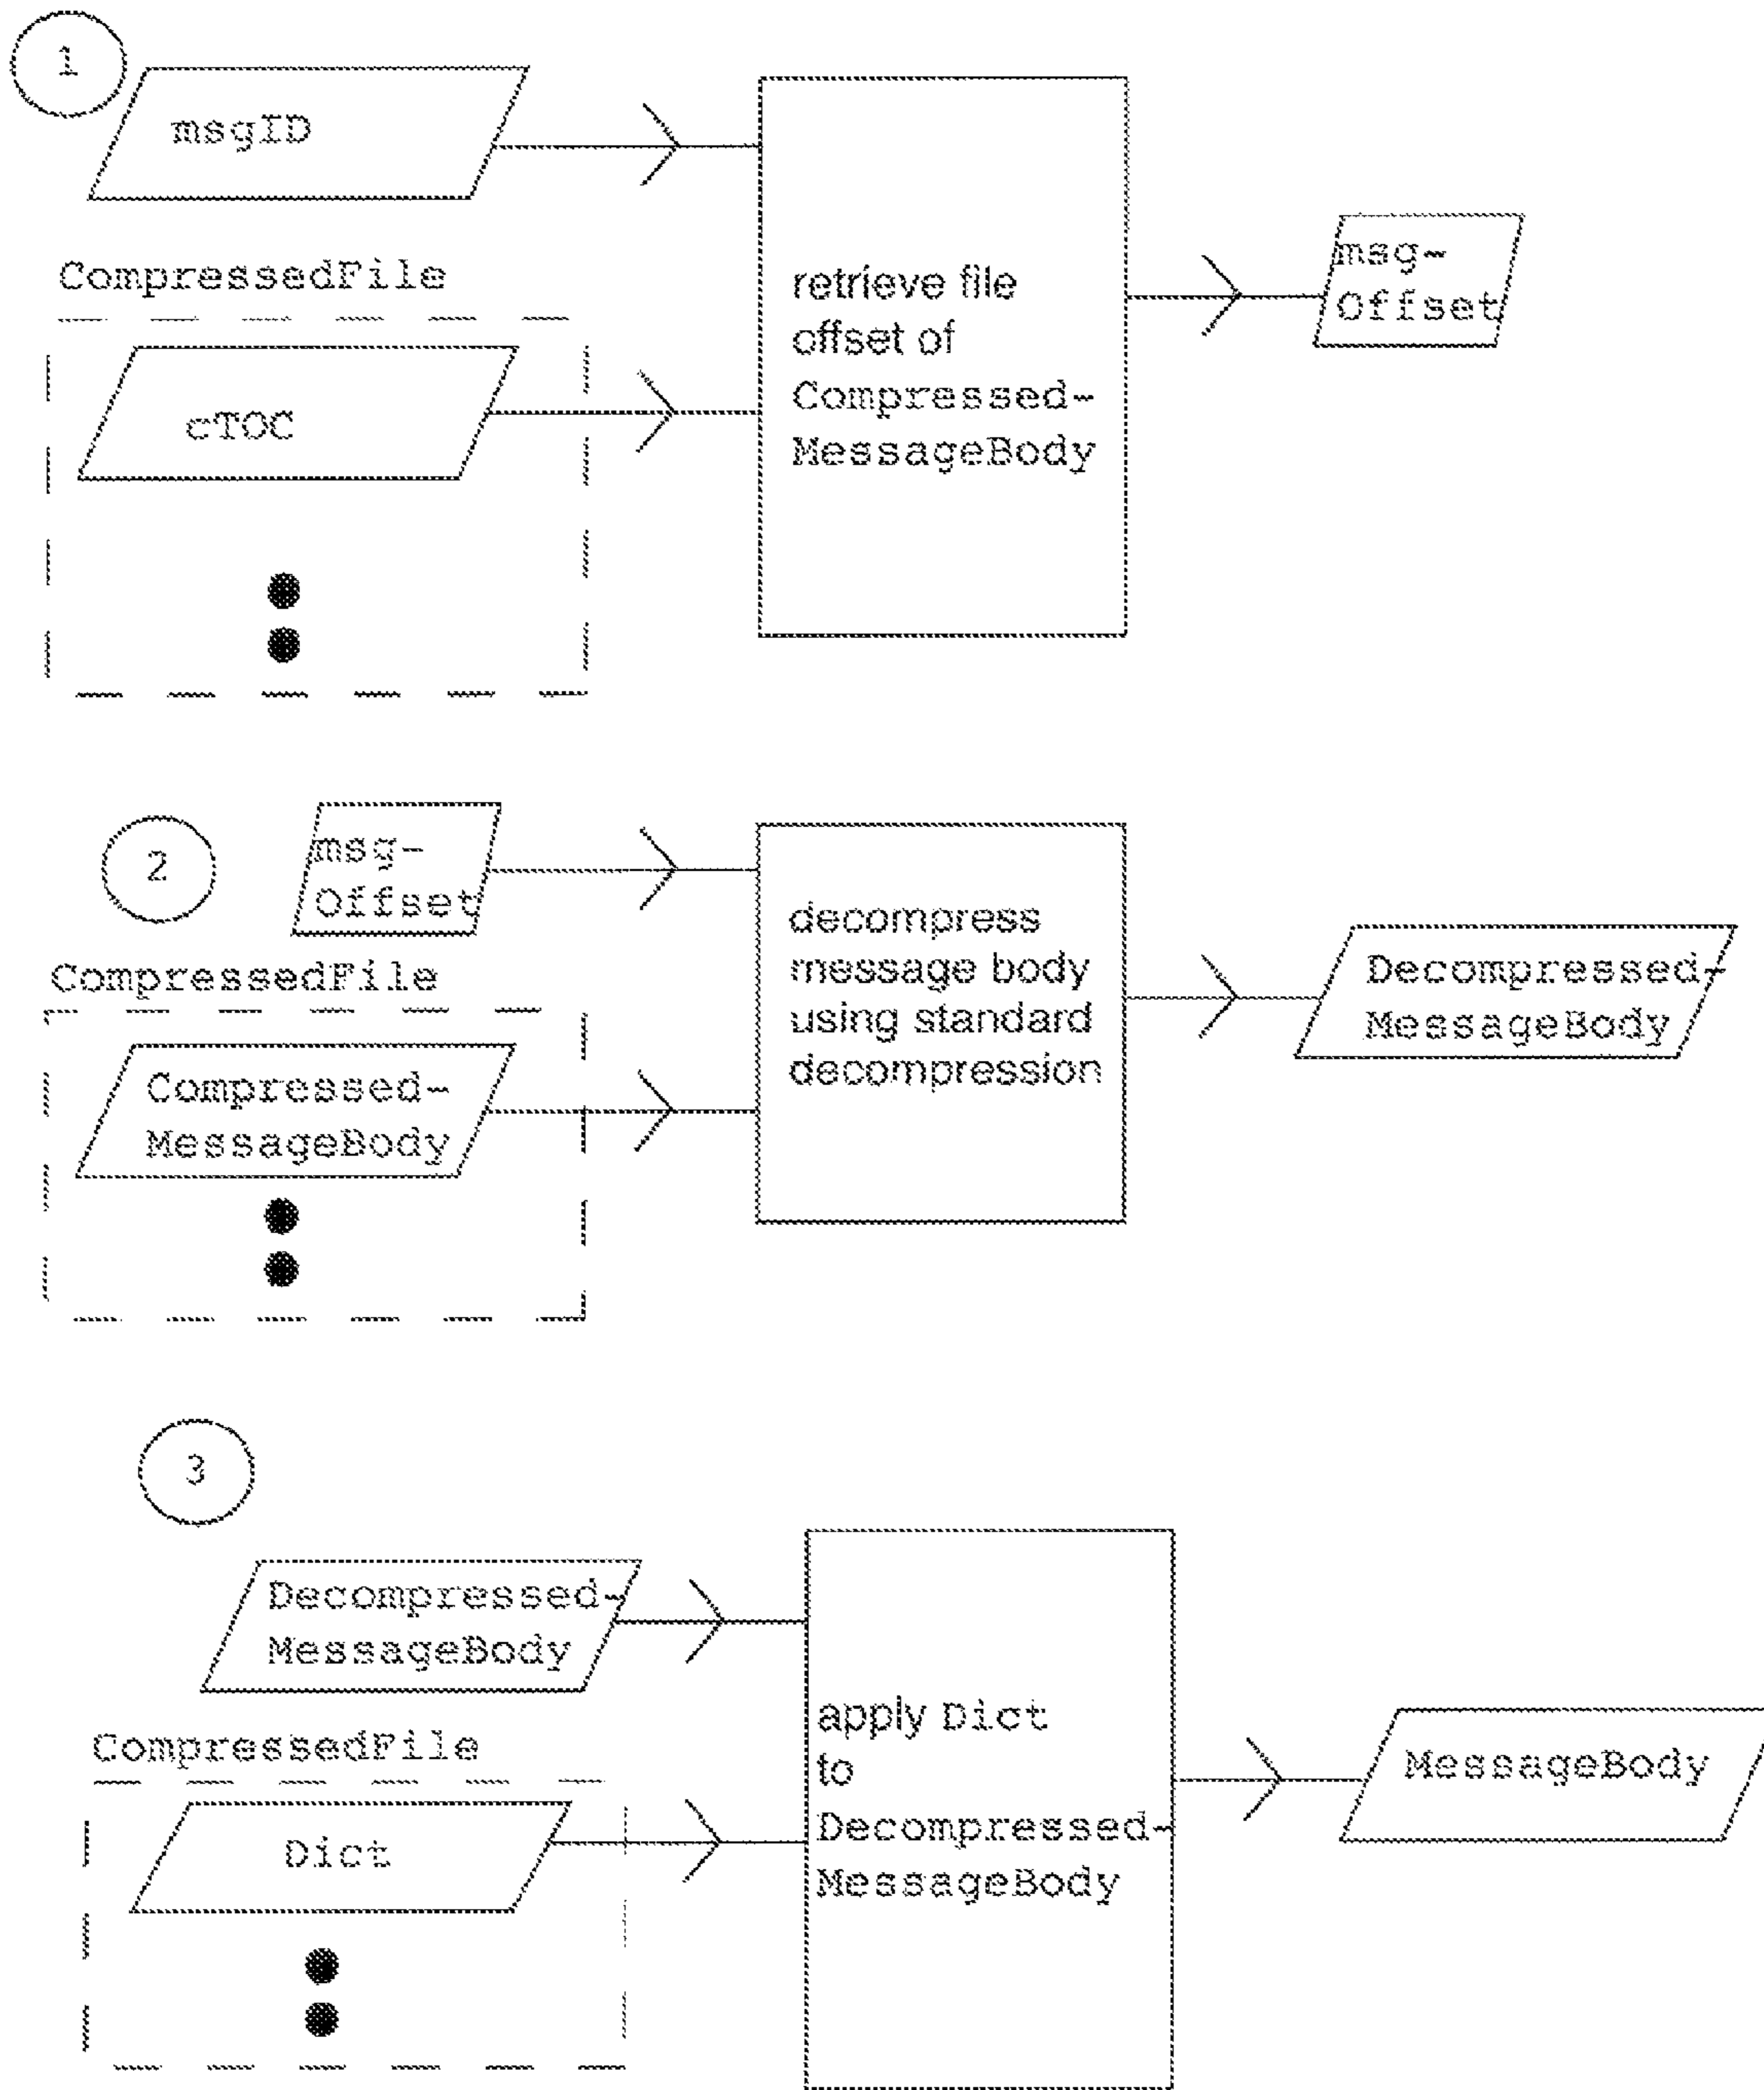 1
msgID
CompressedFile
cTOC
retrieve file
offset of
Compressed-
MessageBody
msg-
Offset
2
msg-
Offset
CompressedFile
Compressed-
MessageBody
decompress
message body
using standard
decompression
Decompressed-
MessageBody
3
Decompressed-
MessageBody
CompressedFile
Dict
apply Dict
to
Decompressed-
MessageBody
MessageBody